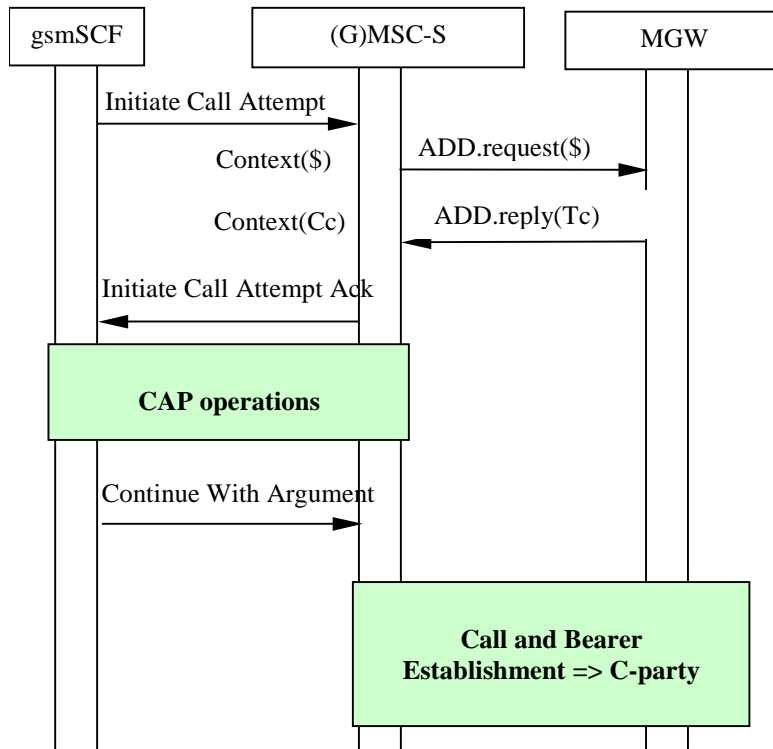 gsmSCF
(G)MSC-S
MGW
Initiate Call Attempt
Context($)
ADD.request($)
Context(Cc)
ADD.reply(Tc)
Initiate Call Attempt Ack
CAP operations
Continue With Argument
Call and Bearer
Establishment => C-party